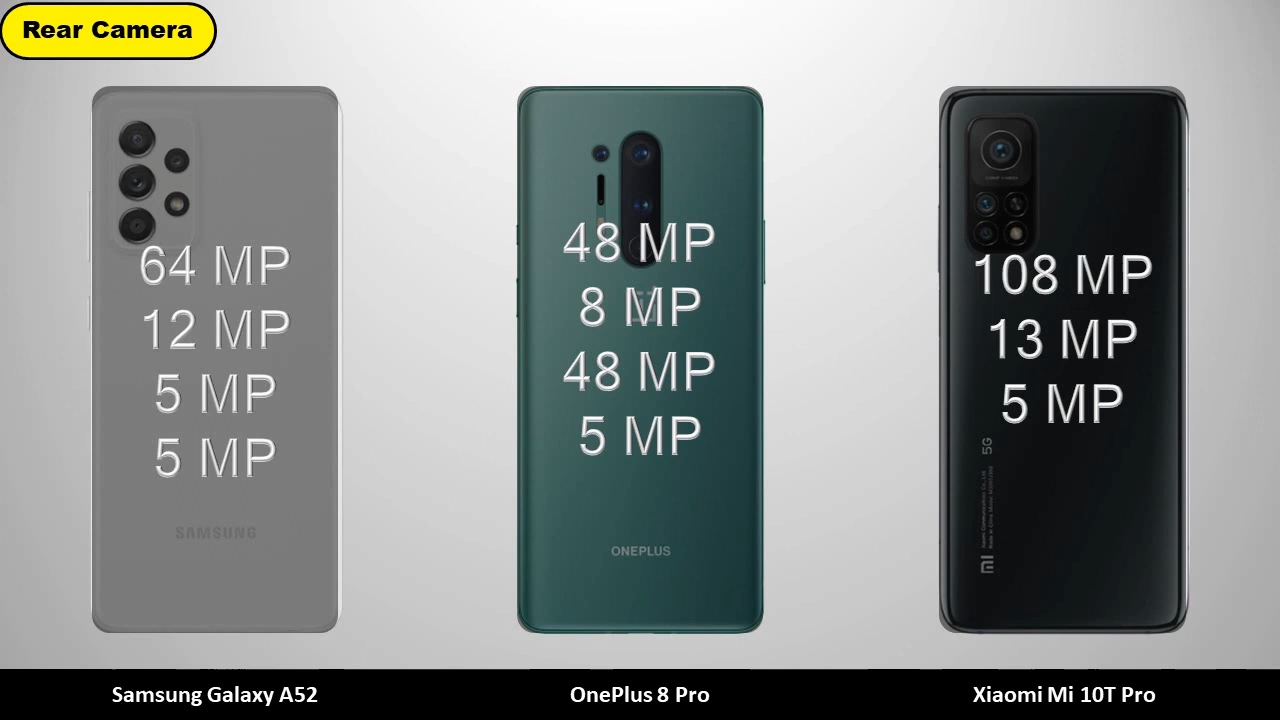 Rear Camera
64 MP
12 MP
5 MP
5 MP
SAMSUNG
48 MP
8 MP
48 MP
5 MP
ONEPLUS
108 MP
13 MP
5 MP
5G
MI
Samsung Galaxy A52
OnePlus 8 Pro
Xiaomi Mi 10T Pro